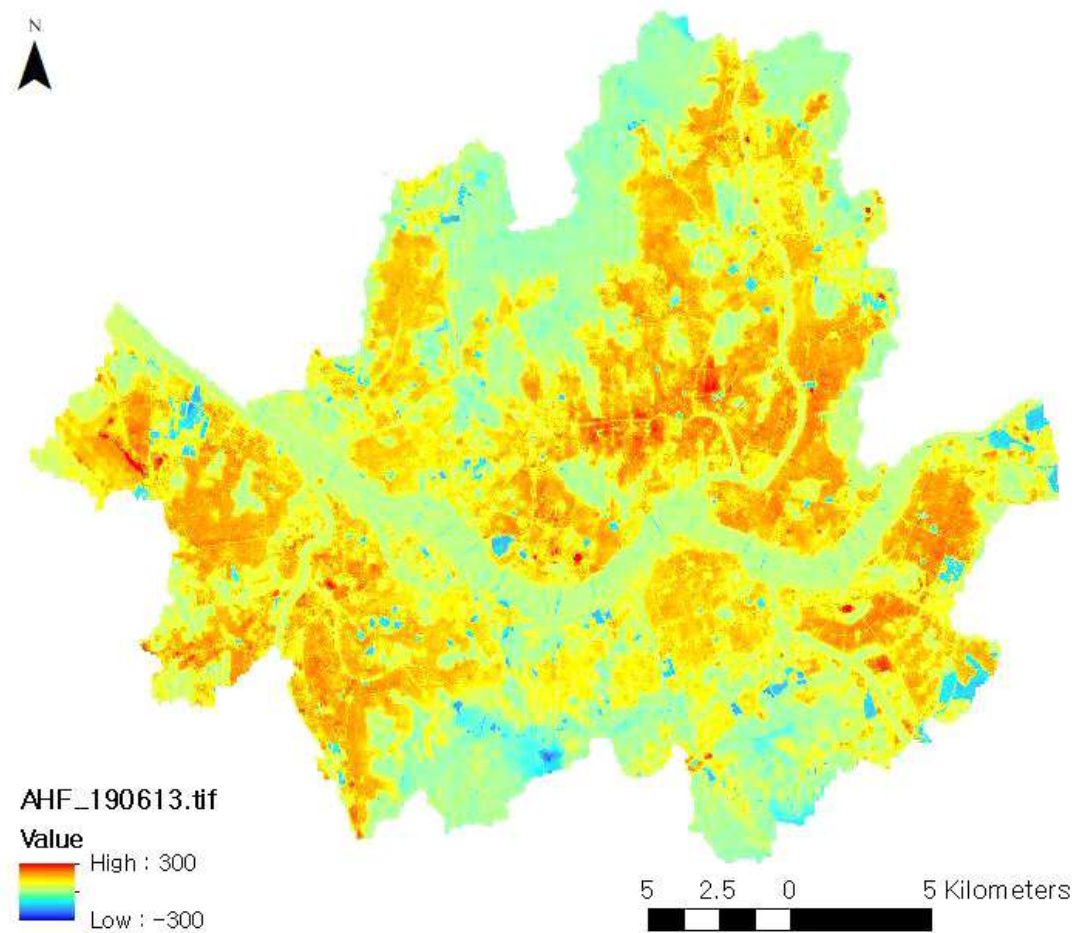 N
AHF_190613.tif
Value
High : 300
Low : -300
5 2.5 0 5 Kilometers